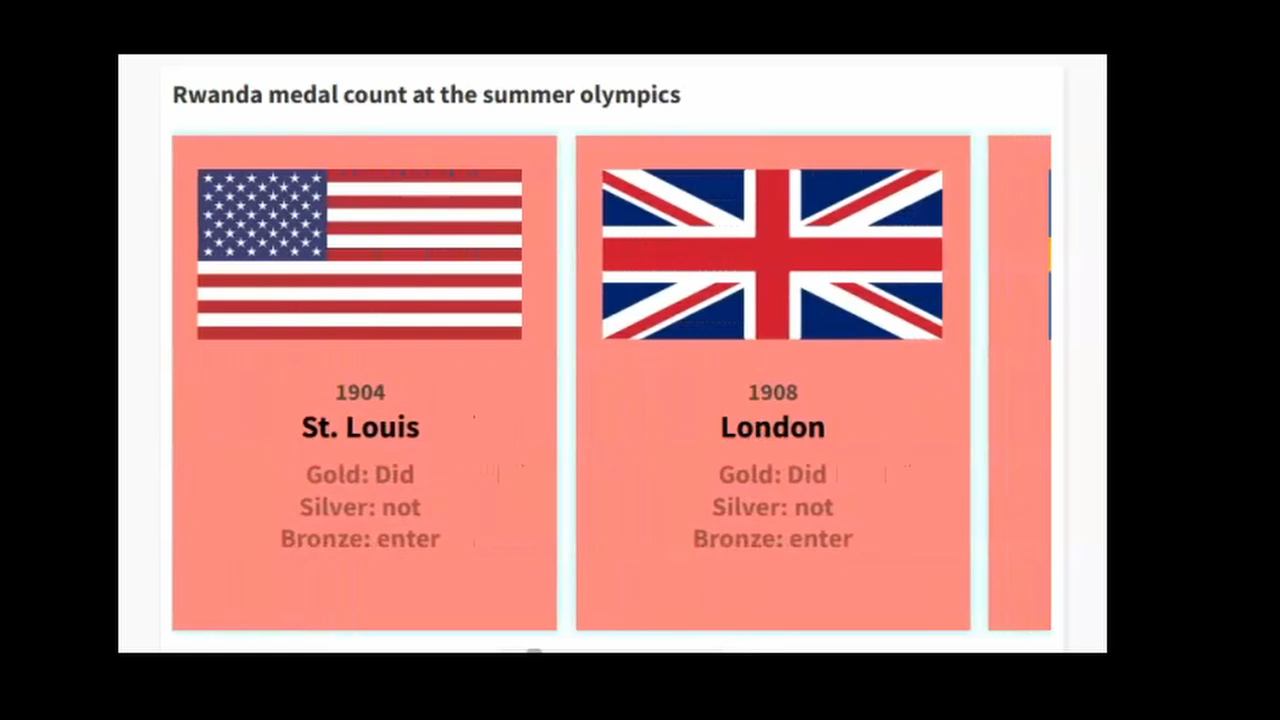 Rwanda medal count at the summer olympics
1904
St. Louis
Gold: Did
Silver: not
Bronze: enter
1908
London
Gold: Did
Silver: not
Bronze: enter